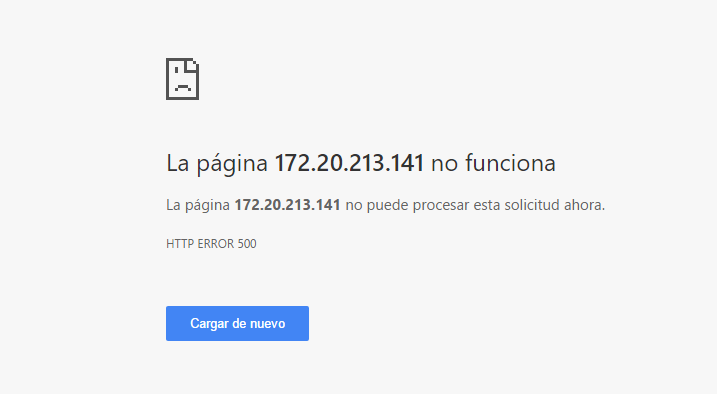 La página 172.20.213.141 no funciona
La página 172.20.213.141 no puede procesar esta solicitud ahora.
HTTP ERROR 500
Cargar de nuevo